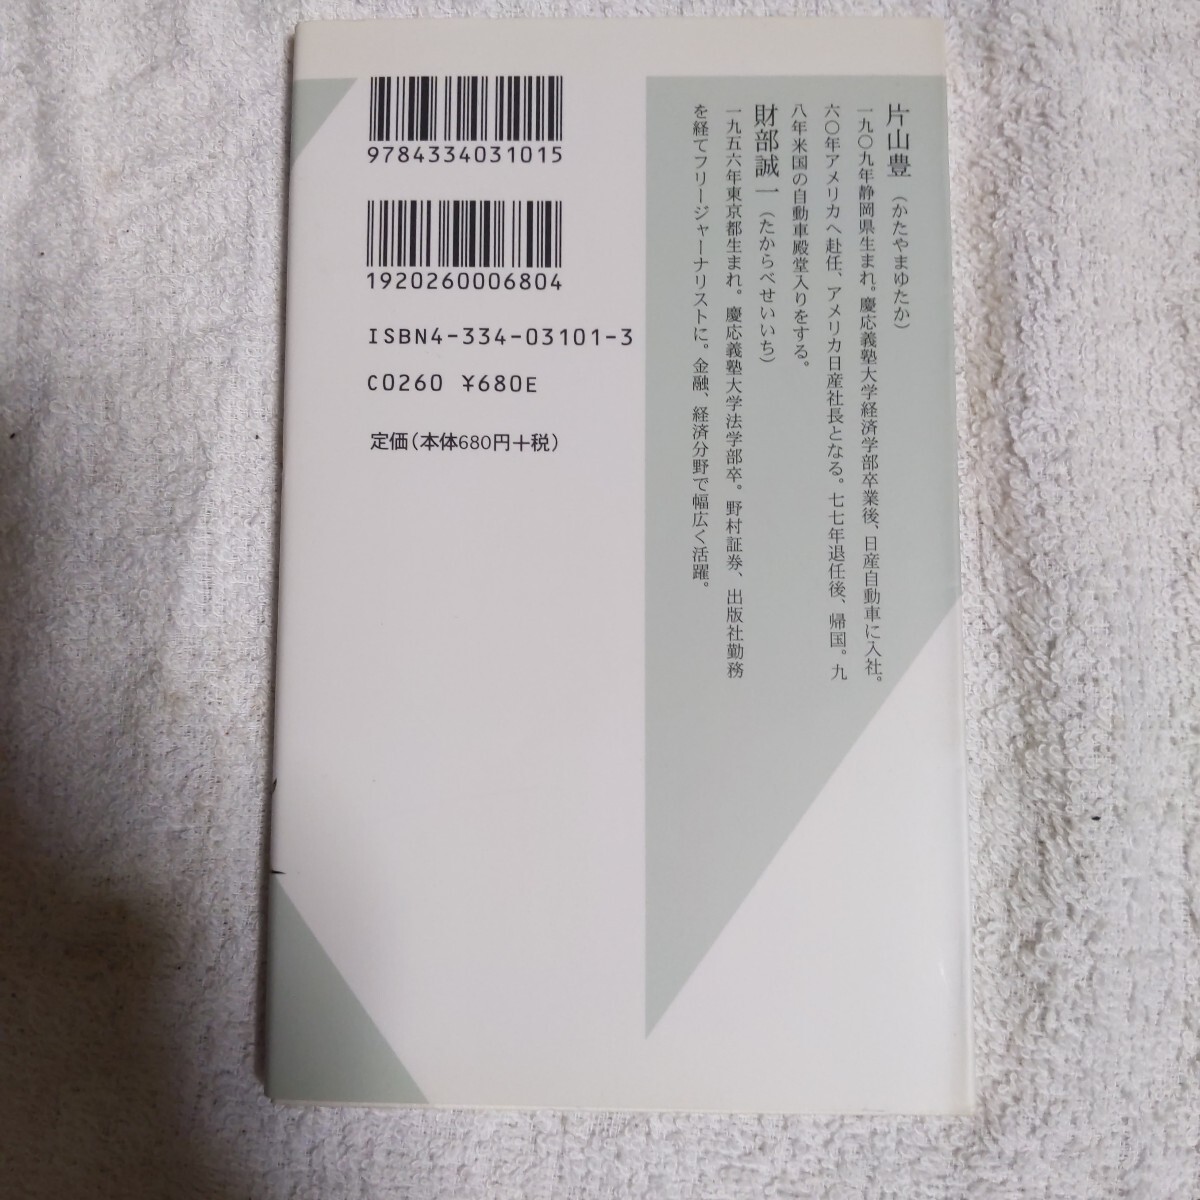 片山豊（かたやまゆたか）
一九〇九年静岡県生まれ。慶応義塾大学経済学部卒業後、日産自動車に入社。
六〇年アメリカへ赴任、アメリカ日産社長となる。七七年退任後、帰国。九
八年米国の自動車殿堂入りをする。
財部誠一（たからべせいいち）
一九五六年東京都生まれ。慶応義塾大学法学部卒。野村証券、出版社勤務
を経てフリージャーナリストに。金融、経済分野で幅広く活躍。
9784334031015
1920260006804
ISBN4-334-03101-3
C0260 ¥680E
定価(本体680円+税)